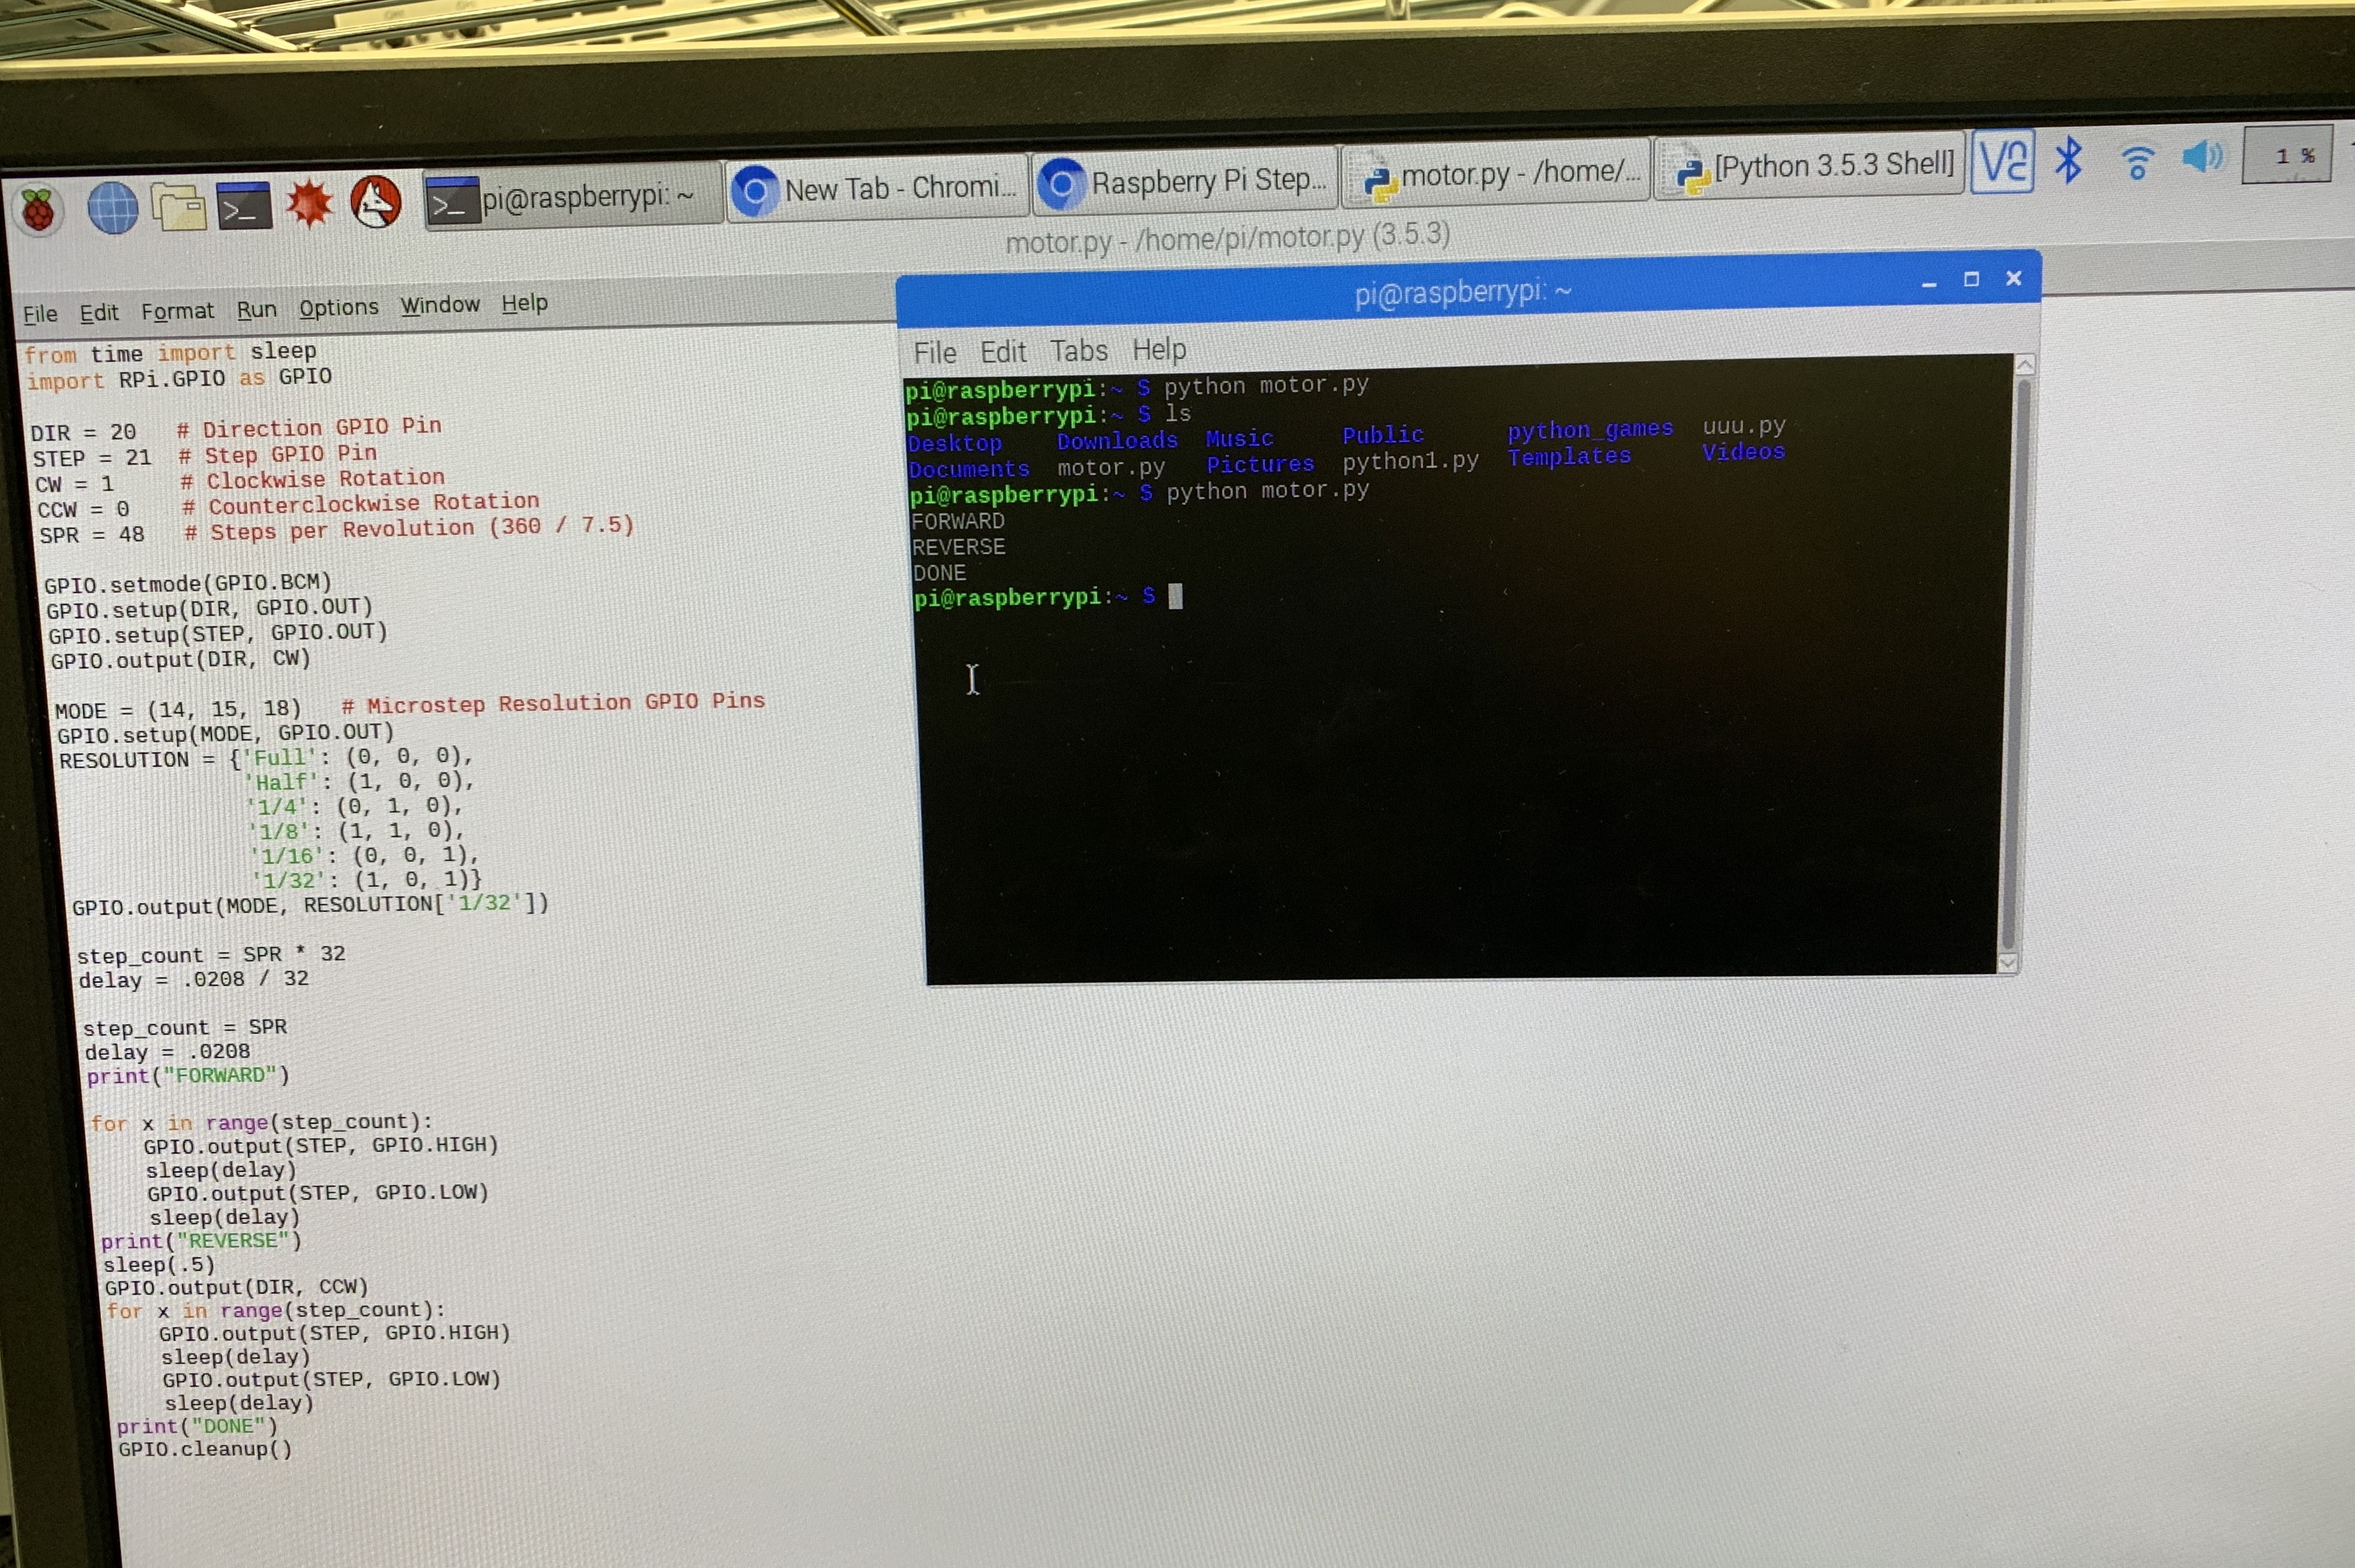 pi@raspberrypi: ~
New Tab - Chromi...
Raspberry Pi Step...
motor.py - /home/...
[Python 3.5.3 Shell]
1 %
motor.py - /home/pi/motor.py (3.5.3)
File Edit Format Run Options Window Help
from time import sleep
import RPi.GPIO as GPIO
DIR = 20 # Direction GPIO Pin
STEP = 21 # Step GPIO Pin
CW = 1 # Clockwise Rotation
CCW = 0 # Counterclockwise Rotation
SPR = 48 # Steps per Revolution (360 / 7.5)
GPIO.setmode(GPIO.BCM)
GPIO.setup(DIR, GPIO.OUT)
GPIO.setup(STEP, GPIO.OUT)
GPIO.output(DIR, CW)
MODE = (14, 15, 18) # Microstep Resolution GPIO Pins
GPIO.setup(MODE, GPIO.OUT)
RESOLUTION = {'Full': (0, 0, 0),
'Half': (1, 0, 0),
'1/4': (0, 1, 0),
'1/8': (1, 1, 0),
'1/16': (0, 0, 1),
'1/32': (1, 0, 1)}
GPIO.output(MODE, RESOLUTION['1/32'])
step_count = SPR * 32
delay = .0208 / 32
step_count = SPR
delay = .0208
print("FORWARD")
for x in range(step_count):
GPIO.output(STEP, GPIO.HIGH)
sleep(delay)
GPIO.output(STEP, GPIO.LOW)
sleep(delay)
print("REVERSE")
sleep(.5)
GPIO.output(DIR, CCW)
for x in range(step_count):
GPIO.output(STEP, GPIO.HIGH)
sleep(delay)
GPIO.output(STEP, GPIO.LOW)
sleep(delay)
print("DONE")
GPIO.cleanup()
pi@raspberrypi: ~
File Edit Tabs Help
pi@raspberrypi:~ $ python motor.py
pi@raspberrypi:~ $ ls
Desktop Downloads Music Public python_games uuu.py
Documents motor.py Pictures python1.py Templates Videos
pi@raspberrypi:~ $ python motor.py
FORWARD
REVERSE
DONE
pi@raspberrypi:~ $